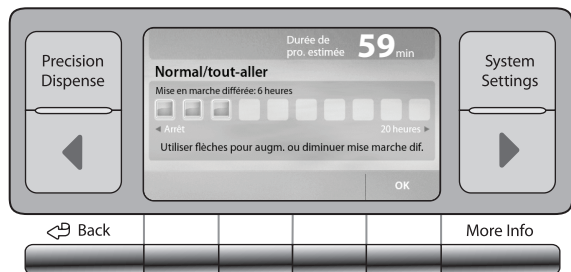 Precision
Dispense
Durée de
pro. estimée 59 min
Normal/tout-aller
Mise en marche différée: 6 heures
Arrêt
20 heures
Utiliser flèches pour augm. ou diminuer mise marche dif.
OK
System
Settings
Back
More Info